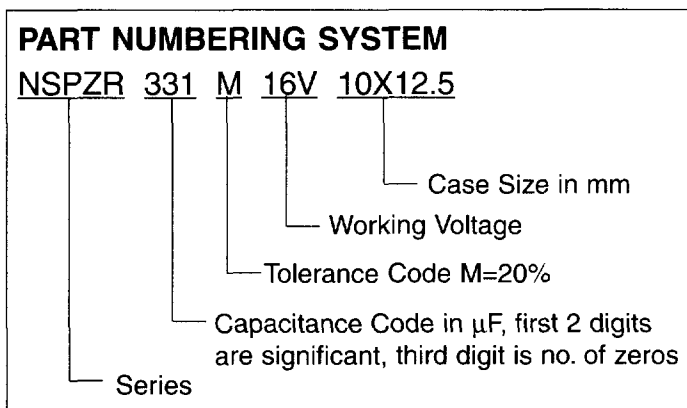 PART NUMBERING SYSTEM
NSPZR 331 M 16V 10X12.5
Case Size in mm
Working Voltage
Tolerance Code M=20%
Capacitance Code in μF, first 2 digits
are significant, third digit is no. of zeros
Series